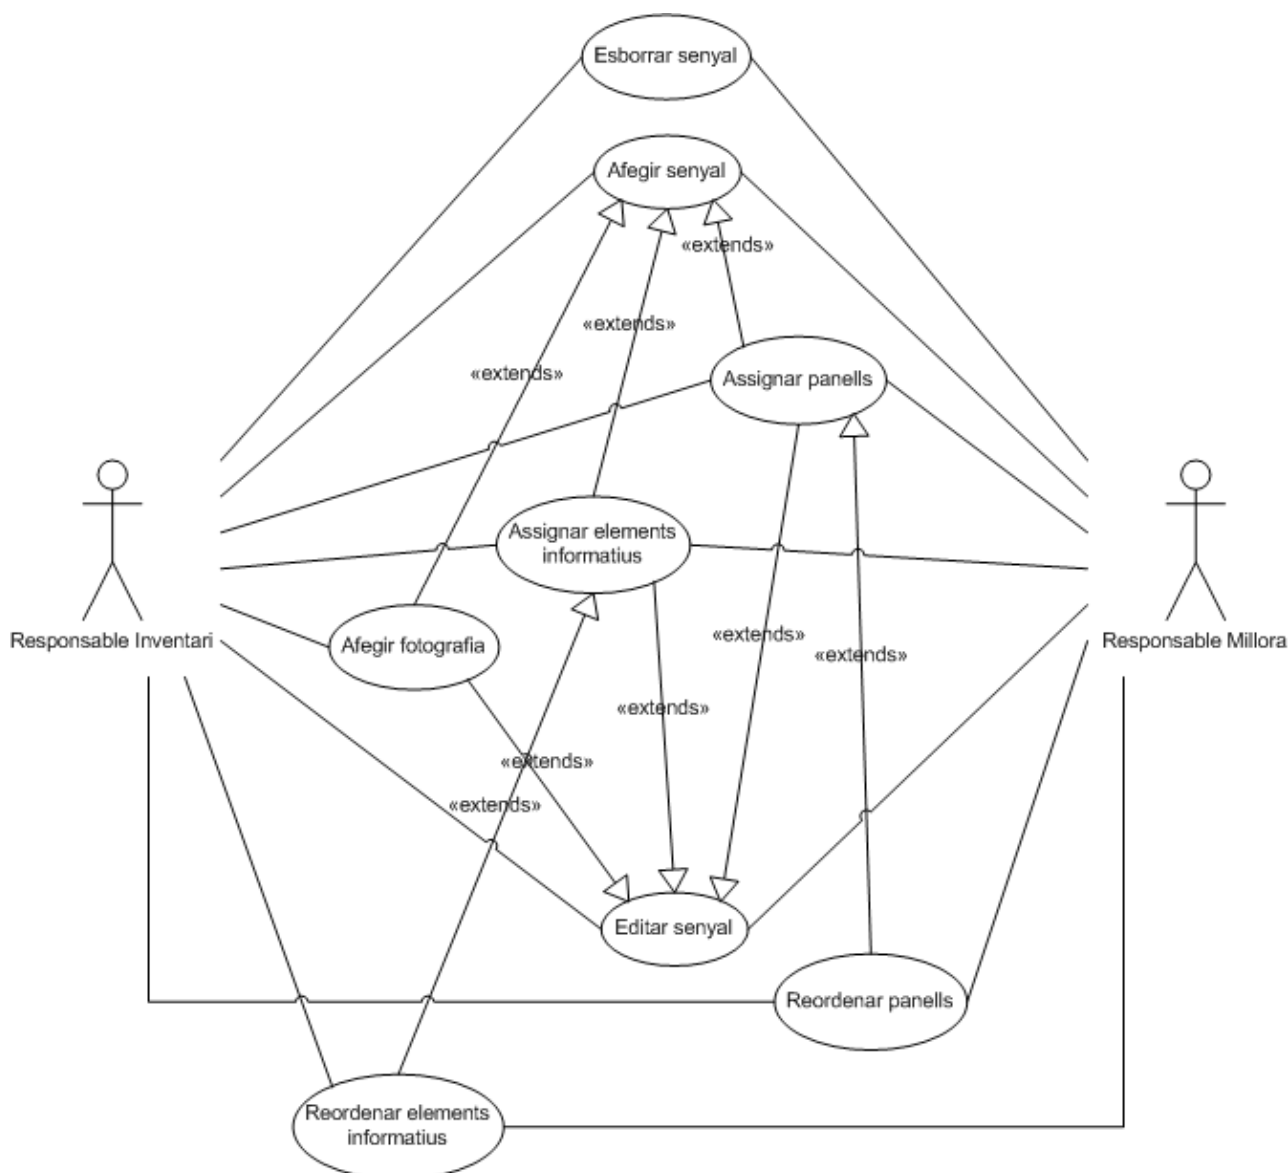 Esborrar senyal
Afegir senyal
«extends»
«extends»
«extends»
Assignar panells
Assignar elements
informatius
Responsable Inventari
Afegir fotografia
«extends»
«extends»
Responsable Millora
«extends»
«extends»
«extends»
Editar senyal
Reordenar panells
Reordenar elements
informatius